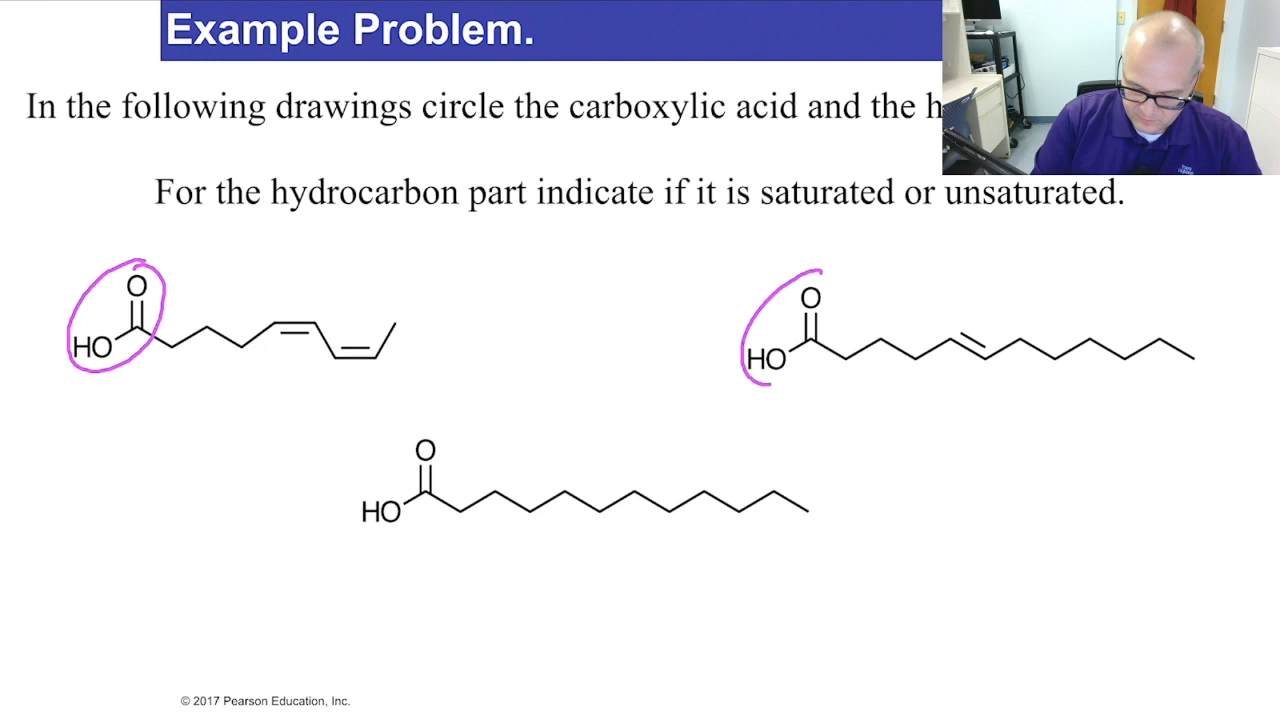 Example Problem.
In the following drawings circle the carboxylic acid and the h
For the hydrocarbon part indicate if it is saturated or unsaturated.
O
HO
O
HO
O
HO
© 2017 Pearson Education, Inc.